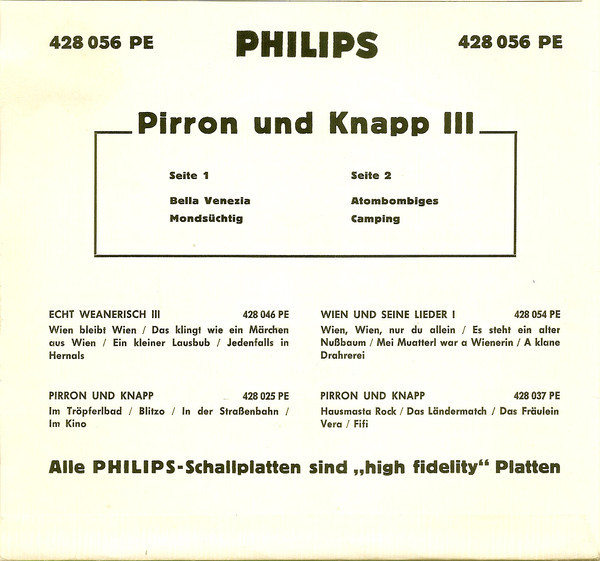 428 056 PE PHILIPS 428 056 PE
Pirron und Knapp III
Seite 1 Seite 2
Bella Venezia Atombombiges
Mondsüchtig Camping
ECHT WEANERISCH III 428 046 PE
Wien bleibt Wien / Das klingt wie ein Märchen
aus Wien / Ein kleiner Lausbub / Jedenfalls in
Hernals
WIEN UND SEINE LIEDER I 428 054 PE
Wien, Wien, nur du allein / Es steht ein alter
Nußbaum / Mei Muatterl war a Wienerin / A klane
Drahrerei
PIRRON UND KNAPP 428 025 PE
Im Tröpferlbad / Blitzo / In der Straßenbahn /
Im Kino
PIRRON UND KNAPP 428 037 PE
Hausmasta Rock / Das Ländermatch / Das Fräulein
Vera / Fifi
Alle PHILIPS-Schallplatten sind „high fidelity“ Platten